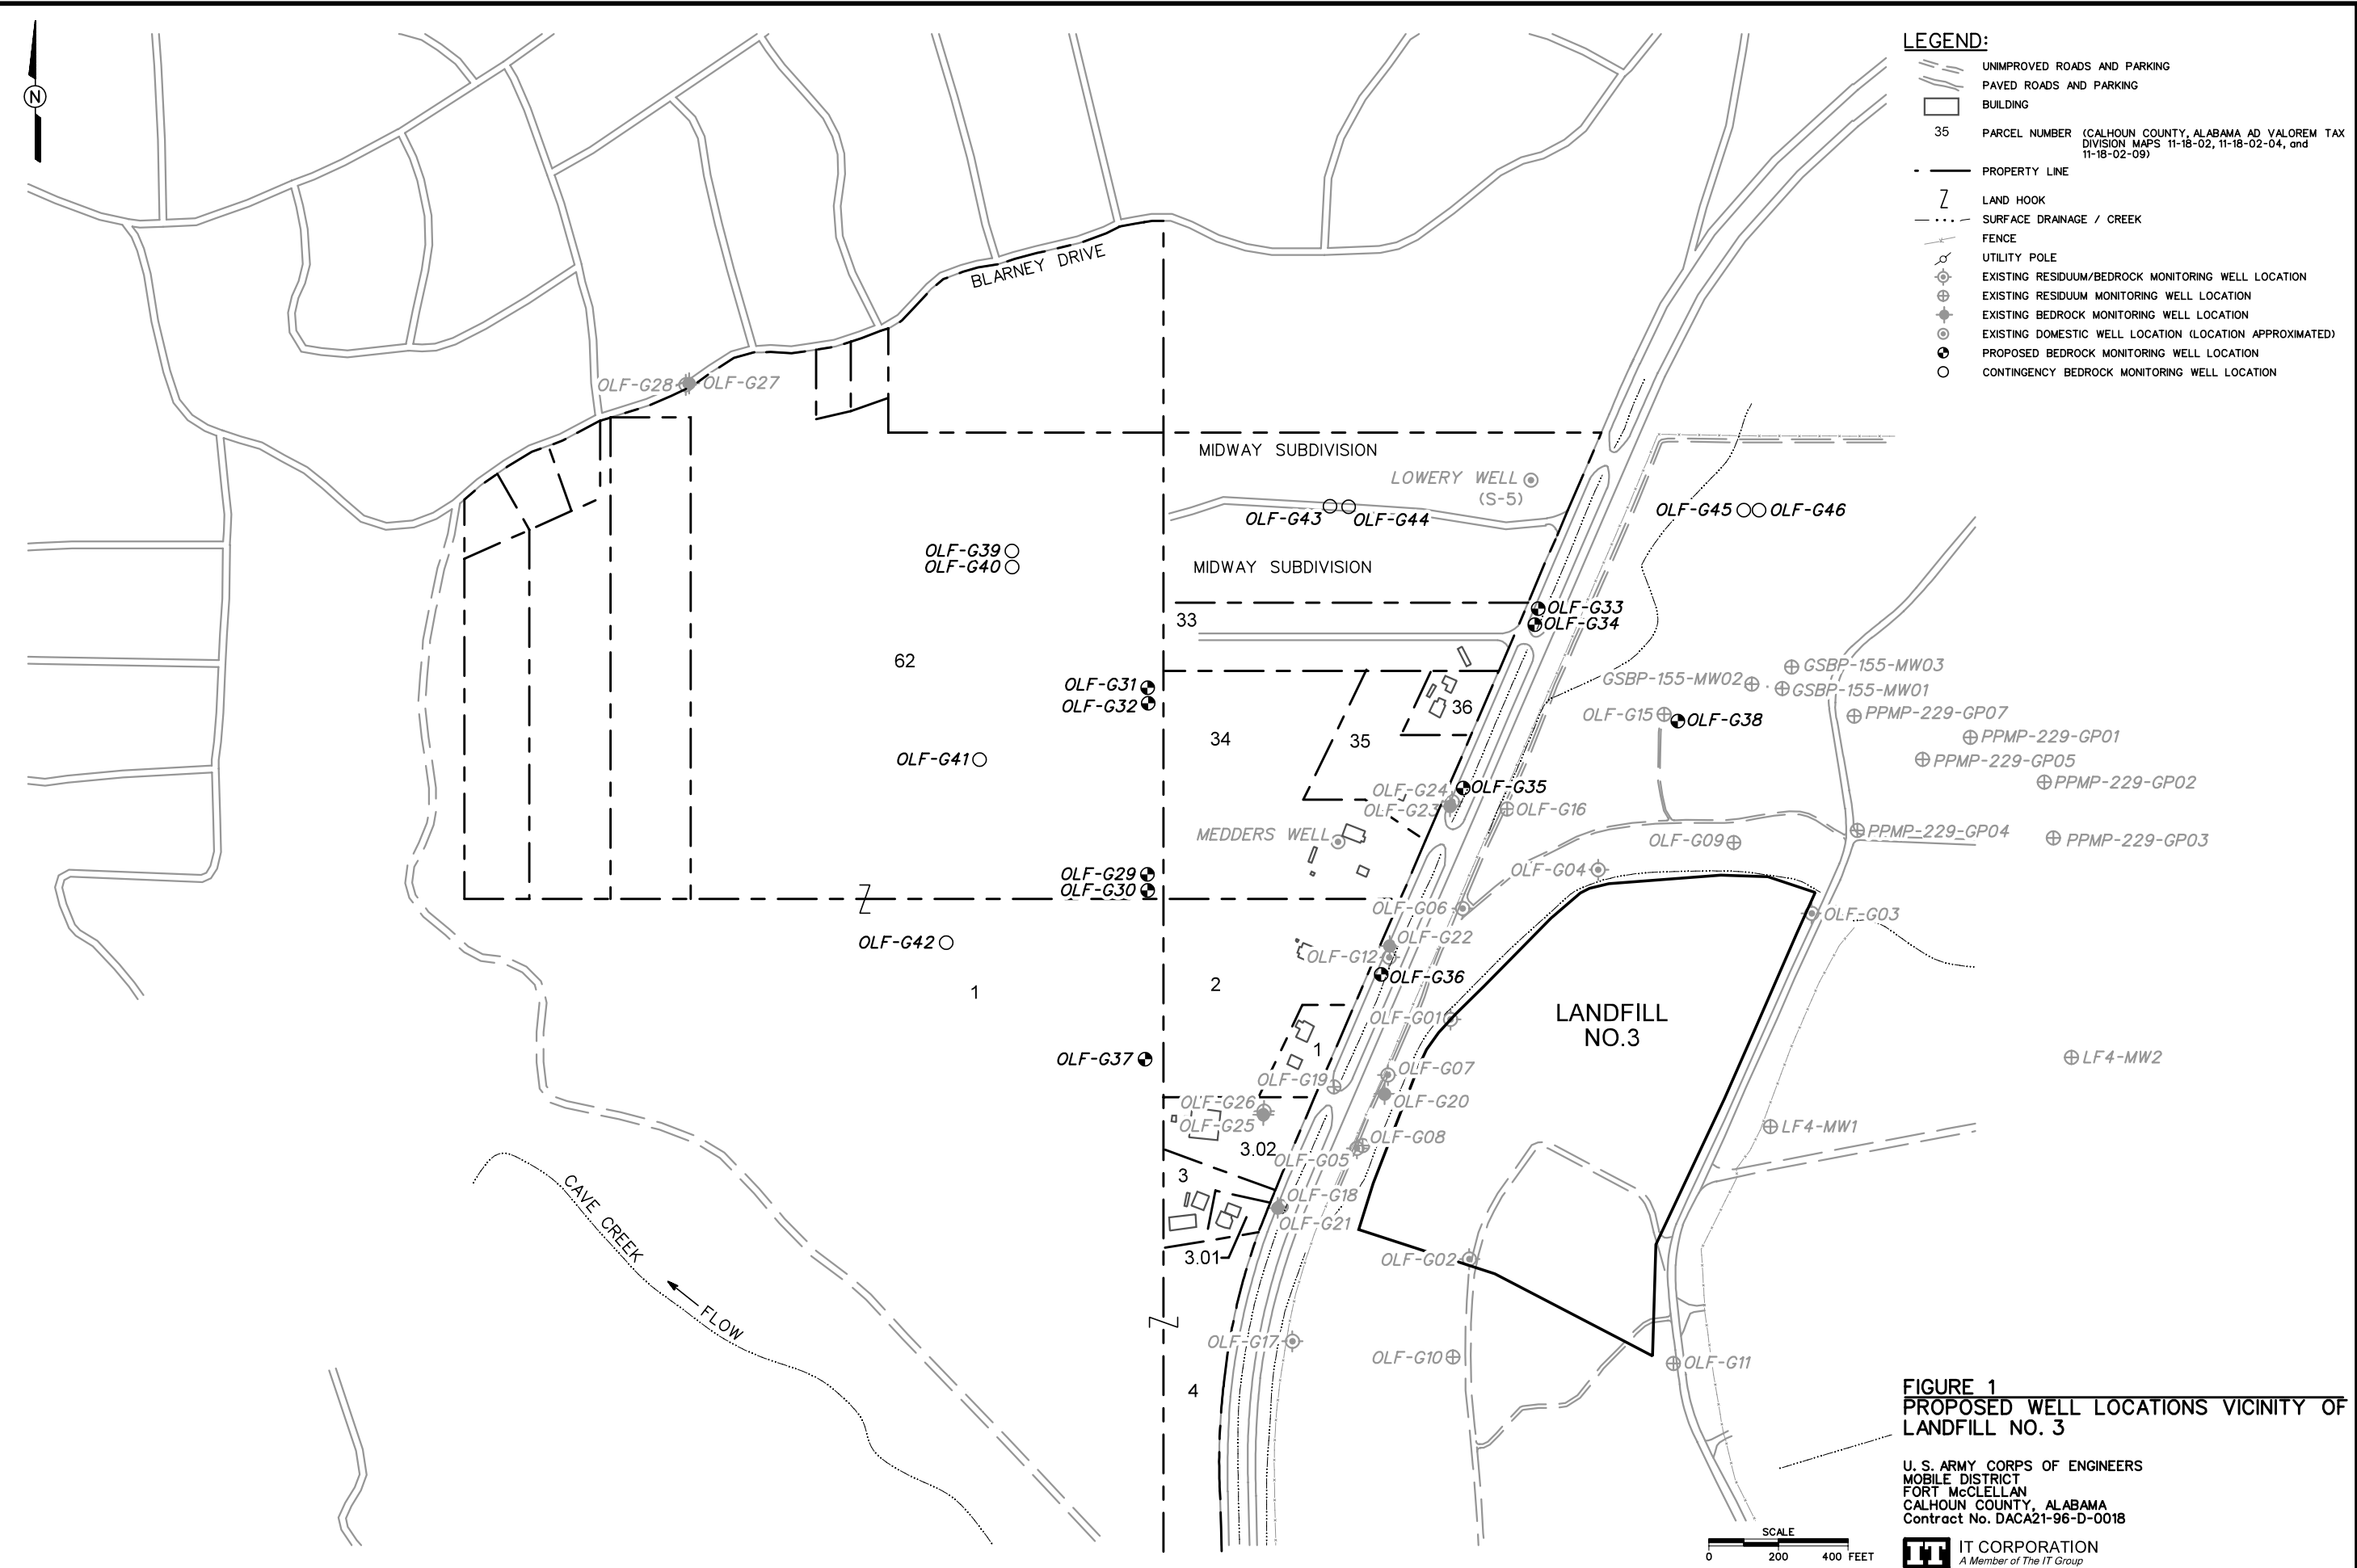 LEGEND:
UNIMPROVED ROADS AND PARKING
PAVED ROADS AND PARKING
BUILDING
35 PARCEL NUMBER (CALHOUN COUNTY, ALABAMA AD VALOREM TAX
DIVISION MAPS 11-18-02, 11-18-02-04, and
11-18-02-09)
PROPERTY LINE
LAND HOOK
SURFACE DRAINAGE / CREEK
FENCE
UTILITY POLE
EXISTING RESIDUUM/BEDROCK MONITORING WELL LOCATION
EXISTING RESIDUUM MONITORING WELL LOCATION
EXISTING BEDROCK MONITORING WELL LOCATION
EXISTING DOMESTIC WELL LOCATION (LOCATION APPROXIMATED)
PROPOSED BEDROCK MONITORING WELL LOCATION
CONTINGENCY BEDROCK MONITORING WELL LOCATION
N
BLARNEY DRIVE
OLF-G28 OLF-G27
MIDWAY SUBDIVISION
LOWERY WELL
(S-5)
OLF-G43 OLF-G44
OLF-G45 OLF-G46
OLF-G39
OLF-G40
MIDWAY SUBDIVISION
OLF-G33
OLF-G34
33
62
OLF-G31
OLF-G32
36
GSBP-155-MW03
GSBP-155-MW02
GSBP-155-MW01
OLF-G15 OLF-G38
PPMP-229-GP07
34
35
PPMP-229-GP01
OLF-G41
PPMP-229-GP05
PPMP-229-GP02
OLF-G24
OLF-G35
OLF-G23
OLF-G16
MEDDERS WELL
OLF-G09
PPMP-229-GP04
PPMP-229-GP03
OLF-G29
OLF-G30
OLF-G04
OLF-G06
OLF-G03
OLF-G42
OLF-G22
OLF-G12
OLF-G36
1
2
OLF-G01
LANDFILL
NO.3
OLF-G37
1
OLF-G07
LF4-MW2
OLF-G19
OLF-G26
OLF-G20
OLF-G25
LF4-MW1
OLF-G08
3.02
OLF-G05
3
OLF-G18
OLF-G21
3.01
OLF-G02
CAVE CREEK
FLOW
OLF-G17
OLF-G10
OLF-G11
4
FIGURE 1
PROPOSED WELL LOCATIONS VICINITY OF
LANDFILL NO. 3
U. S. ARMY CORPS OF ENGINEERS
MOBILE DISTRICT
FORT McCLELLAN
CALHOUN COUNTY, ALABAMA
Contract No. DACA21-96-D-0018
SCALE
0 200 400 FEET
IT IT CORPORATION
A Member of The IT Group